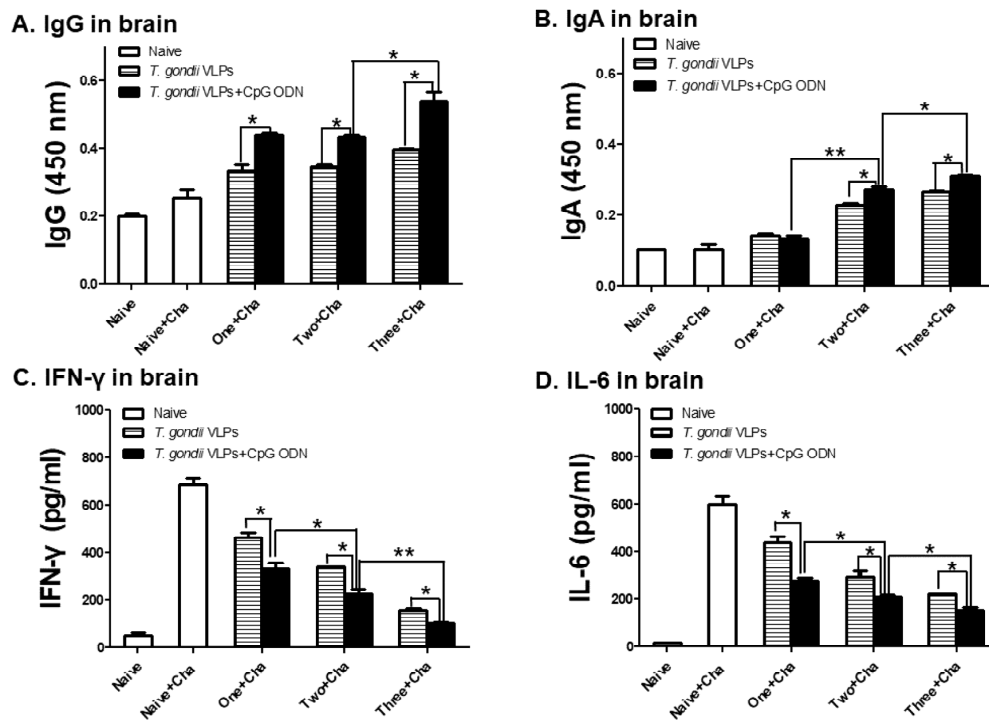 A. IgG in brain
Naive
T. gondii VLPs
T. gondii VLPs+CpG ODN
IgG (450 nm)
0.6
0.4
0.2
0.0
*
*
*
*
Naive
Naive+Cha
One+Cha
Two+Cha
Three+Cha
B. IgA in brain
Naive
T. gondii VLPs
T. gondii VLPs+CpG ODN
IgA (450 nm)
0.6
0.4
0.2
0.0
**
*
*
*
Naive
Naive+Cha
One+Cha
Two+Cha
Three+Cha
C. IFN-γ in brain
Naive
T. gondii VLPs
T. gondii VLPs+CpG ODN
IFN-γ (pg/ml)
1000
800
600
400
200
0
*
*
*
**
*
Naive
Naive+Cha
One+Cha
Two+Cha
Three+Cha
D. IL-6 in brain
Naive
T. gondii VLPs
T. gondii VLPs+CpG ODN
IL-6 (pg/ml)
1000
800
600
400
200
0
*
*
*
*
*
Naive
Naive+Cha
One+Cha
Two+Cha
Three+Cha